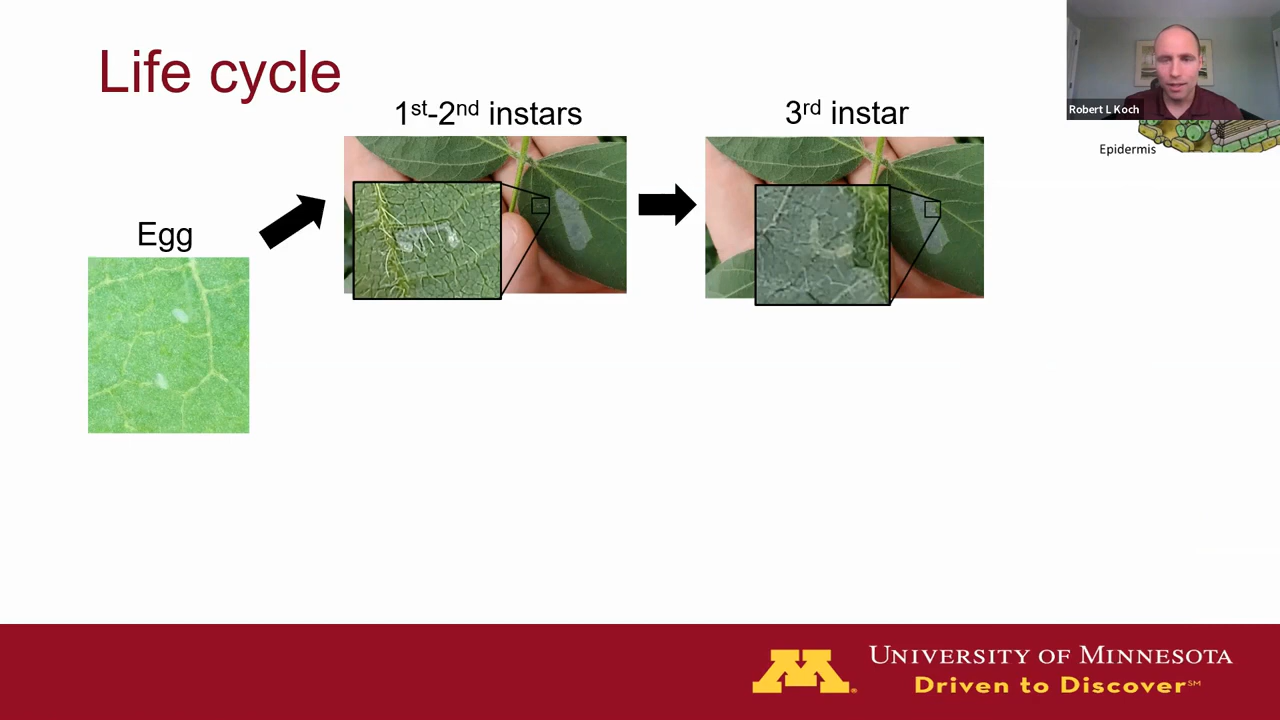 Life cycle
1st-2nd instars
3rd instar
Robert L Koch
Epidermis
Egg
M
UNIVERSITY OF MINNESOTA
Driven to Discover℠